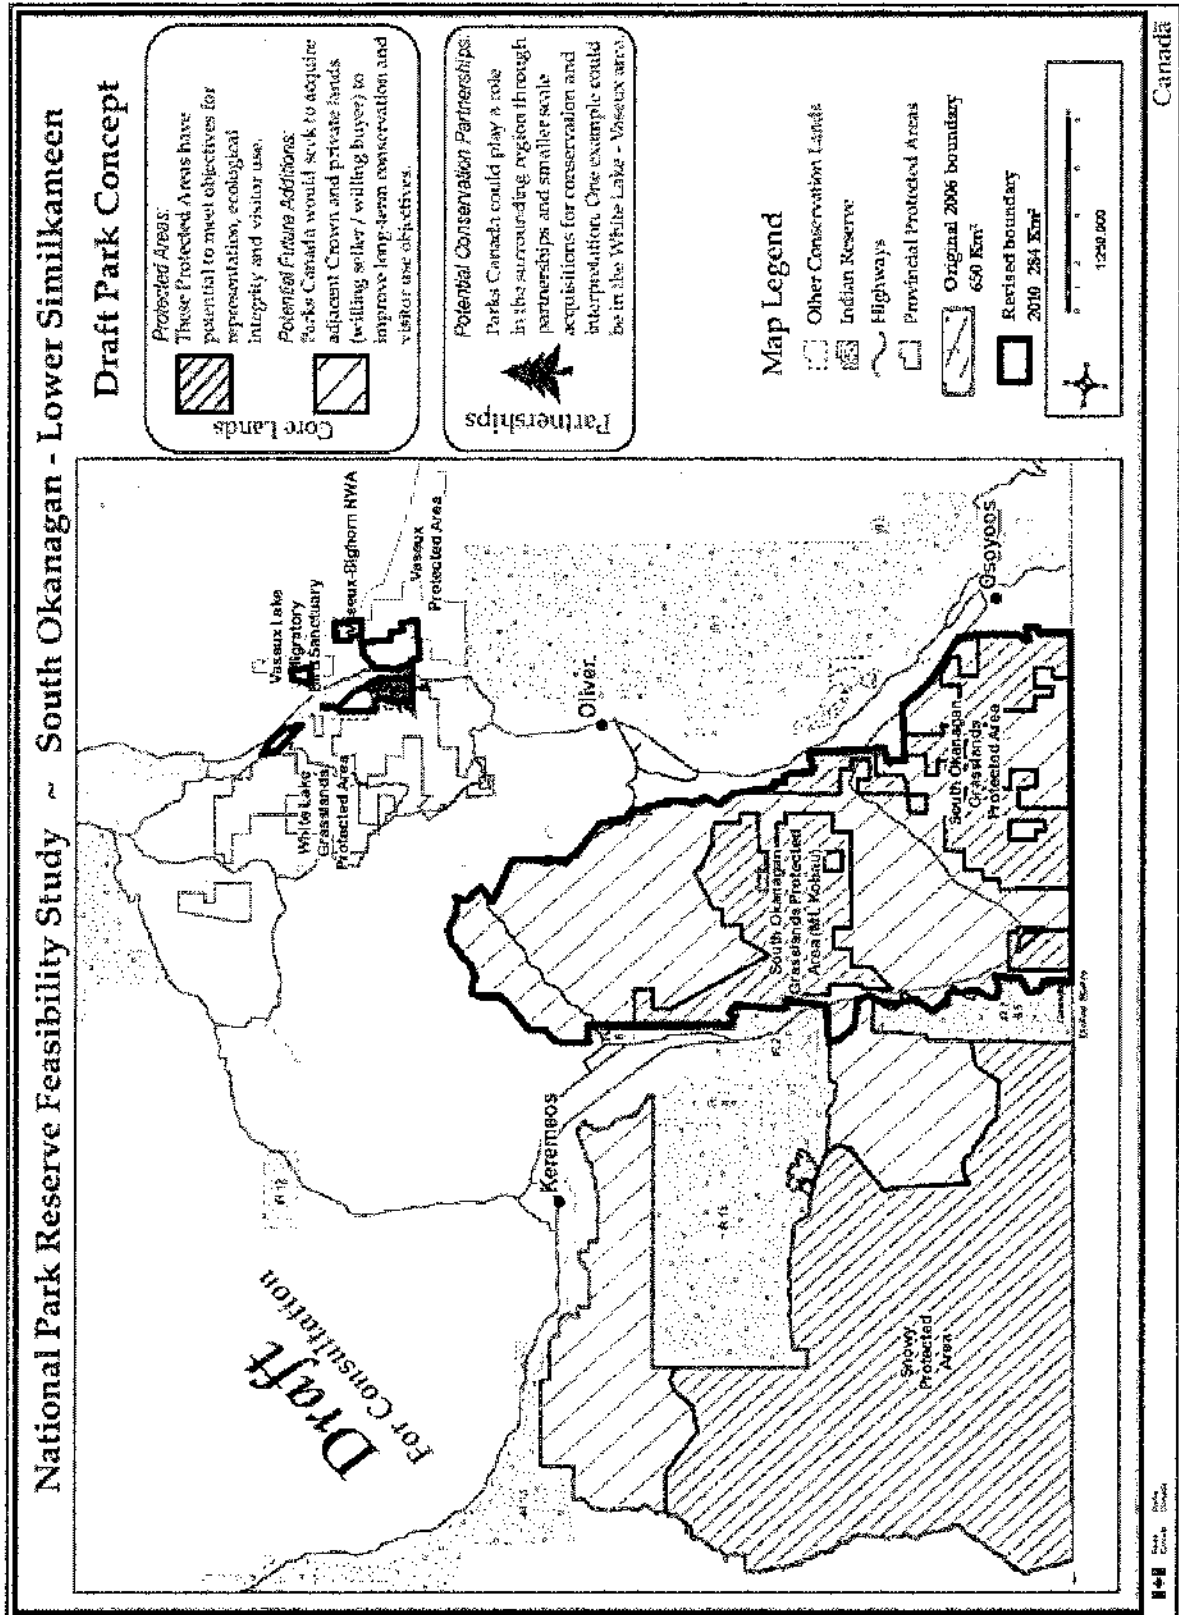 National Park Reserve Feasibility Study ~ South Okanagan - Lower Similkameen
Draft Park Concept
Core Lands
Protected Areas:
These Protected Areas have
potential to meet objectives for
representation, ecological
integrity and visitor use.
Potential Future Additions:
Parks Canada would seek to acquire
adjacent Crown and private lands
(willing seller / willing buyer) to
improve long-term conservation and
visitor use objectives.
Partnerships
Potential Conservation Partnerships:
Parks Canada could play a role
in the surrounding region through
partnerships and smaller scale
acquisitions for conservation and
interpretation. One example could
be in the White Lake - Vaseux area.
Map Legend
Other Conservation Lands
Indian Reserve
Highways
Provincial Protected Areas
Original 2006 boundary
650 Km²
Revised boundary
2010 284 Km²
1:250,000
Canada
Draft
For Consultation
Vaseux Lake
Migratory
Bird Sanctuary
Vaseux-Bighorn NWA
Vaseux
Protected Area
White Lake
Grasslands
Protected Area
Oliver
Keremeos
Osoyoos
South Okanagan
Grasslands Protected
Area (Mt. Kobau)
South Okanagan
Grasslands
Protected Area
Snowy
Protected
Area